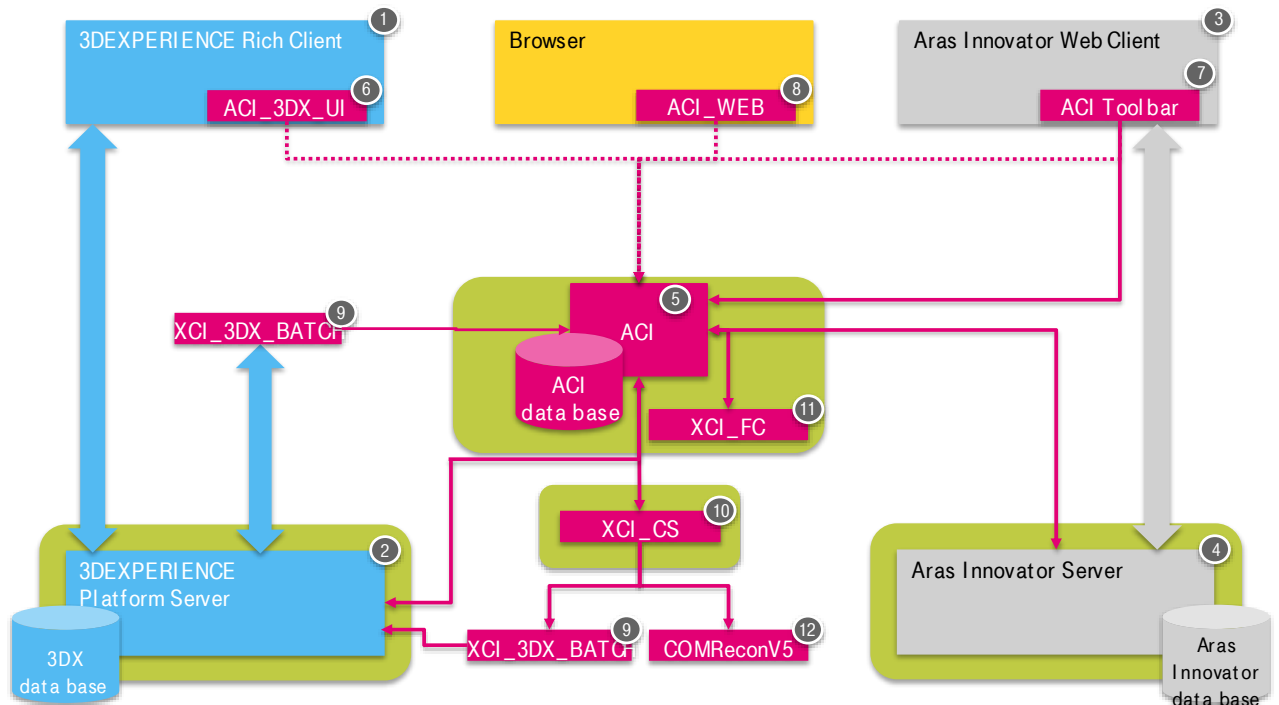 1
3DEXPERIENCE Rich Client
6
ACI_3DX_UI
Browser
8
ACI_WEB
3
Aras Innovator Web Client
7
ACI Toolbar
5
ACI
ACI
data base
9
XCI_3DX_BATCH
11
XCI_FC
10
XCI_CS
2
3DEXPERIENCE
Platform Server
3DX
data base
9
XCI_3DX_BATCH
12
COMReconV5
4
Aras Innovator Server
Aras
Innovator
data base